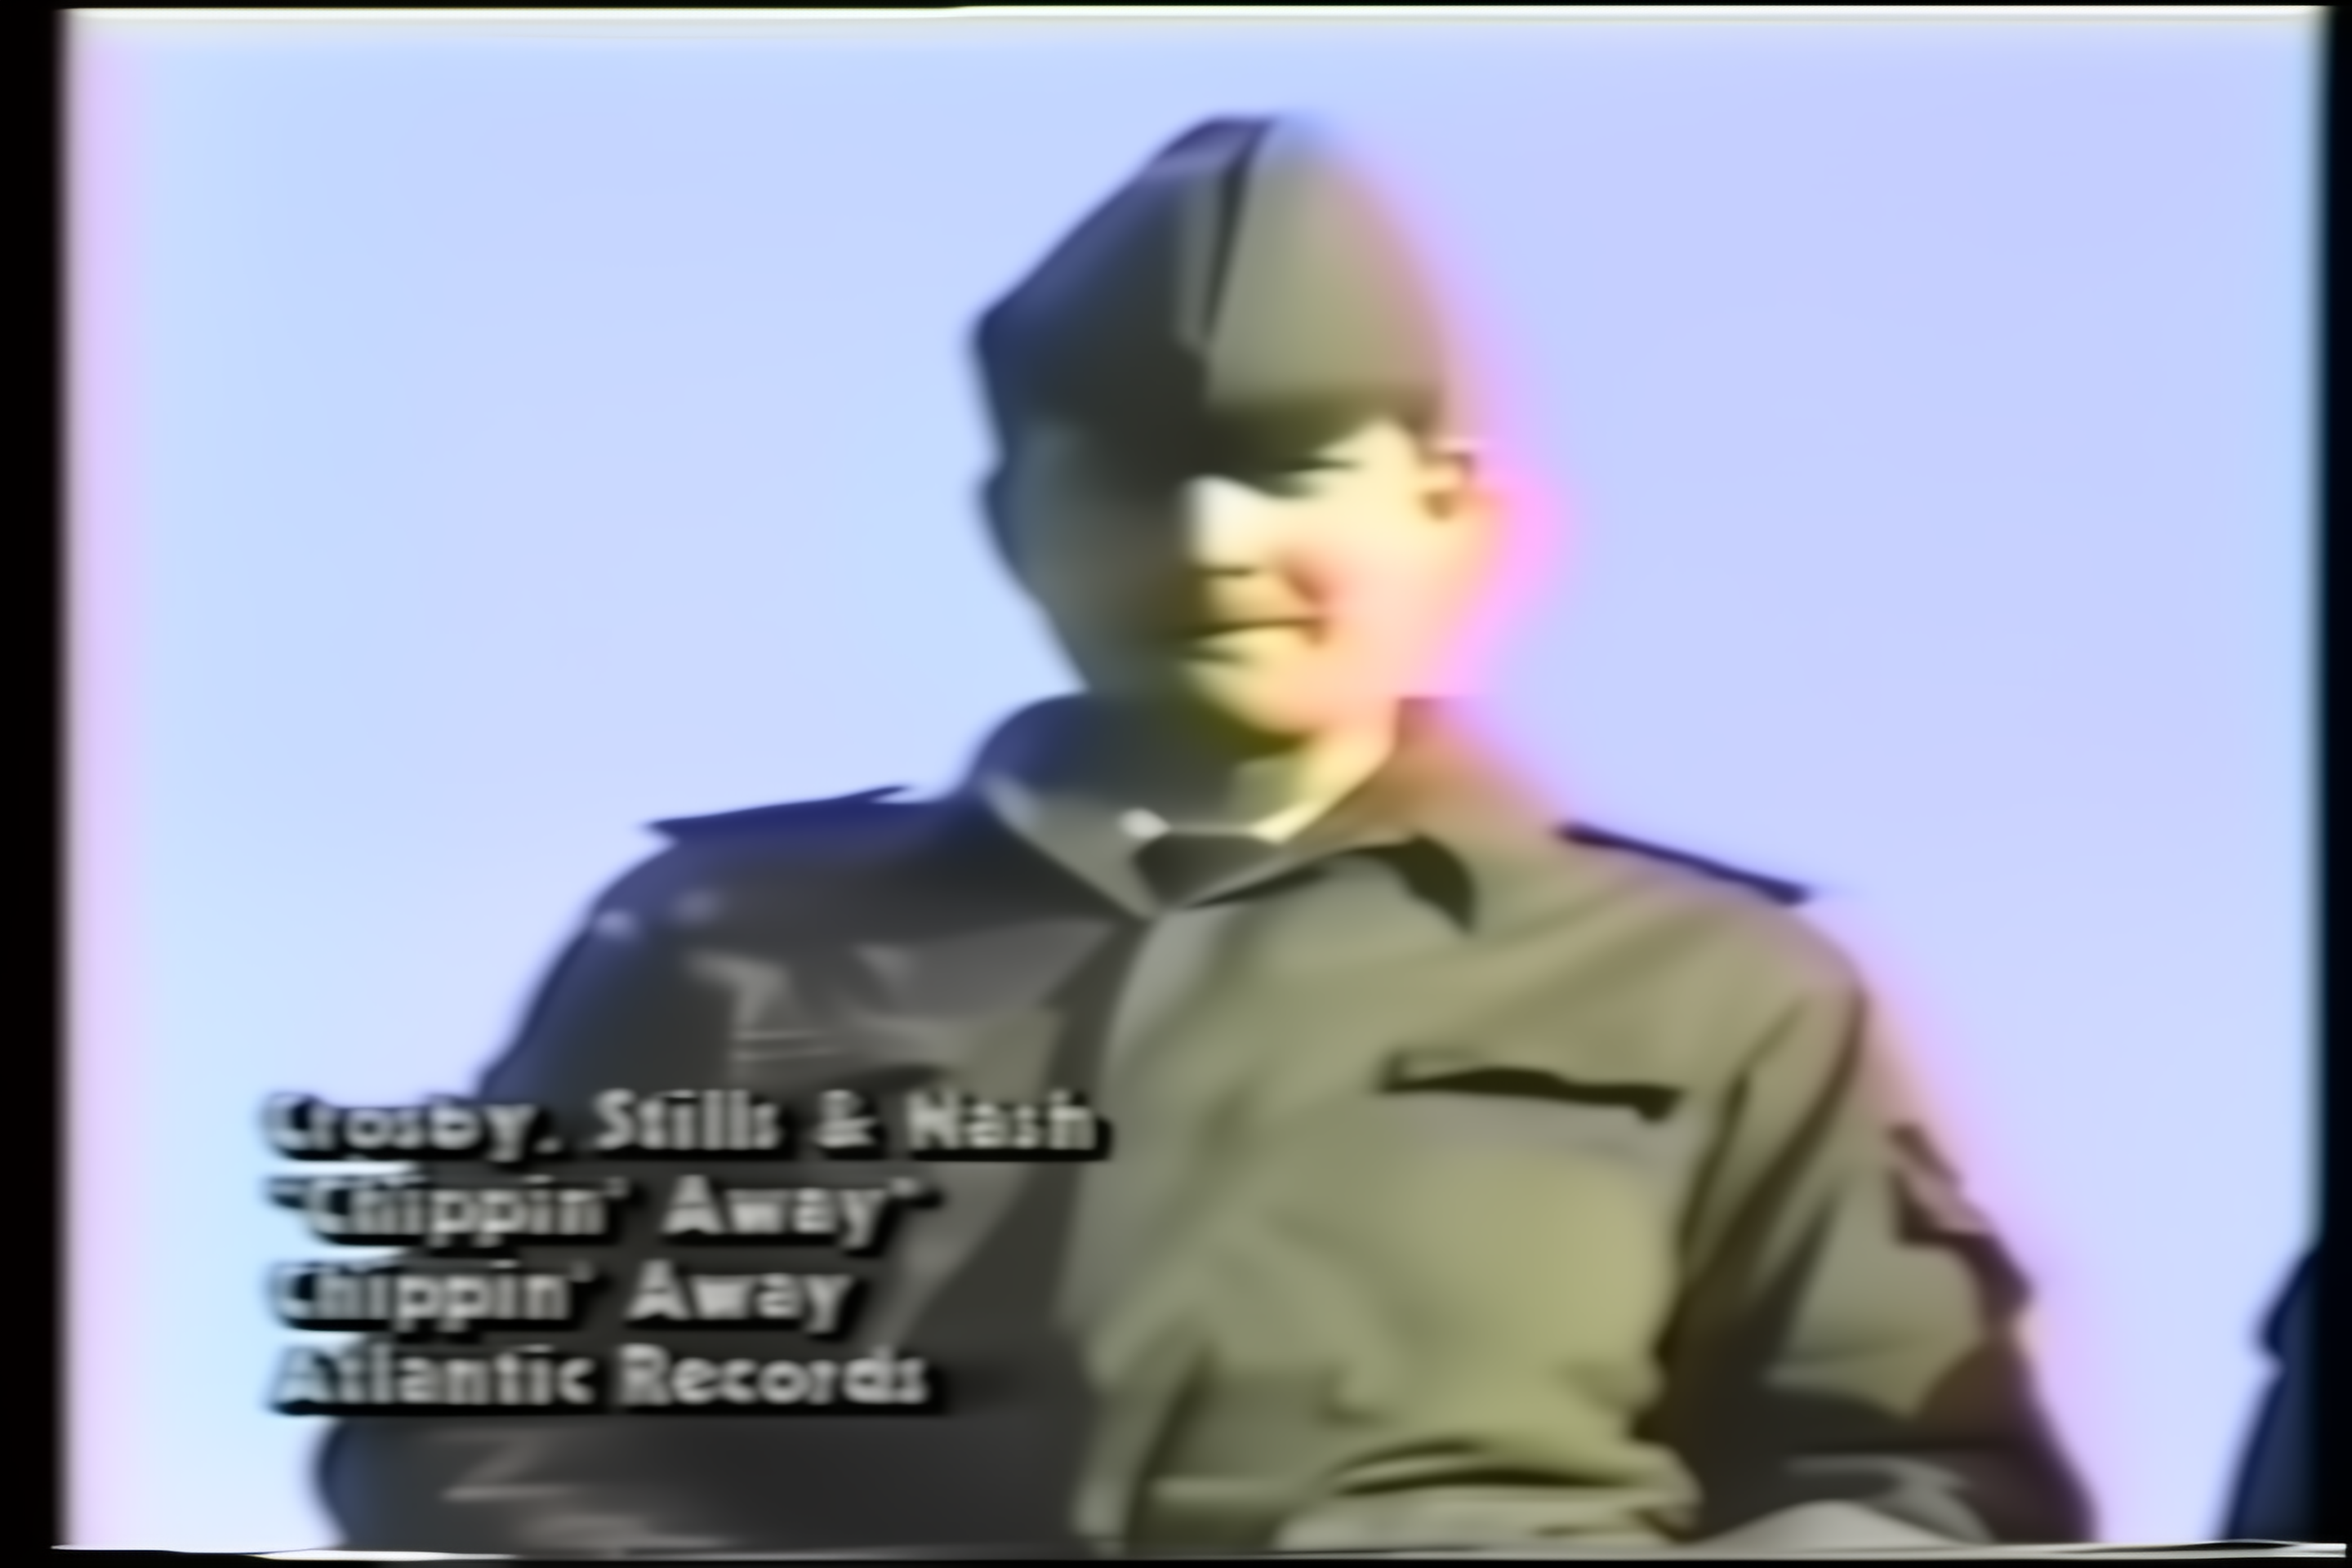 Crosby, Stills & Nash
"Chippin' Away"
Chippin' Away
Atlantic Records